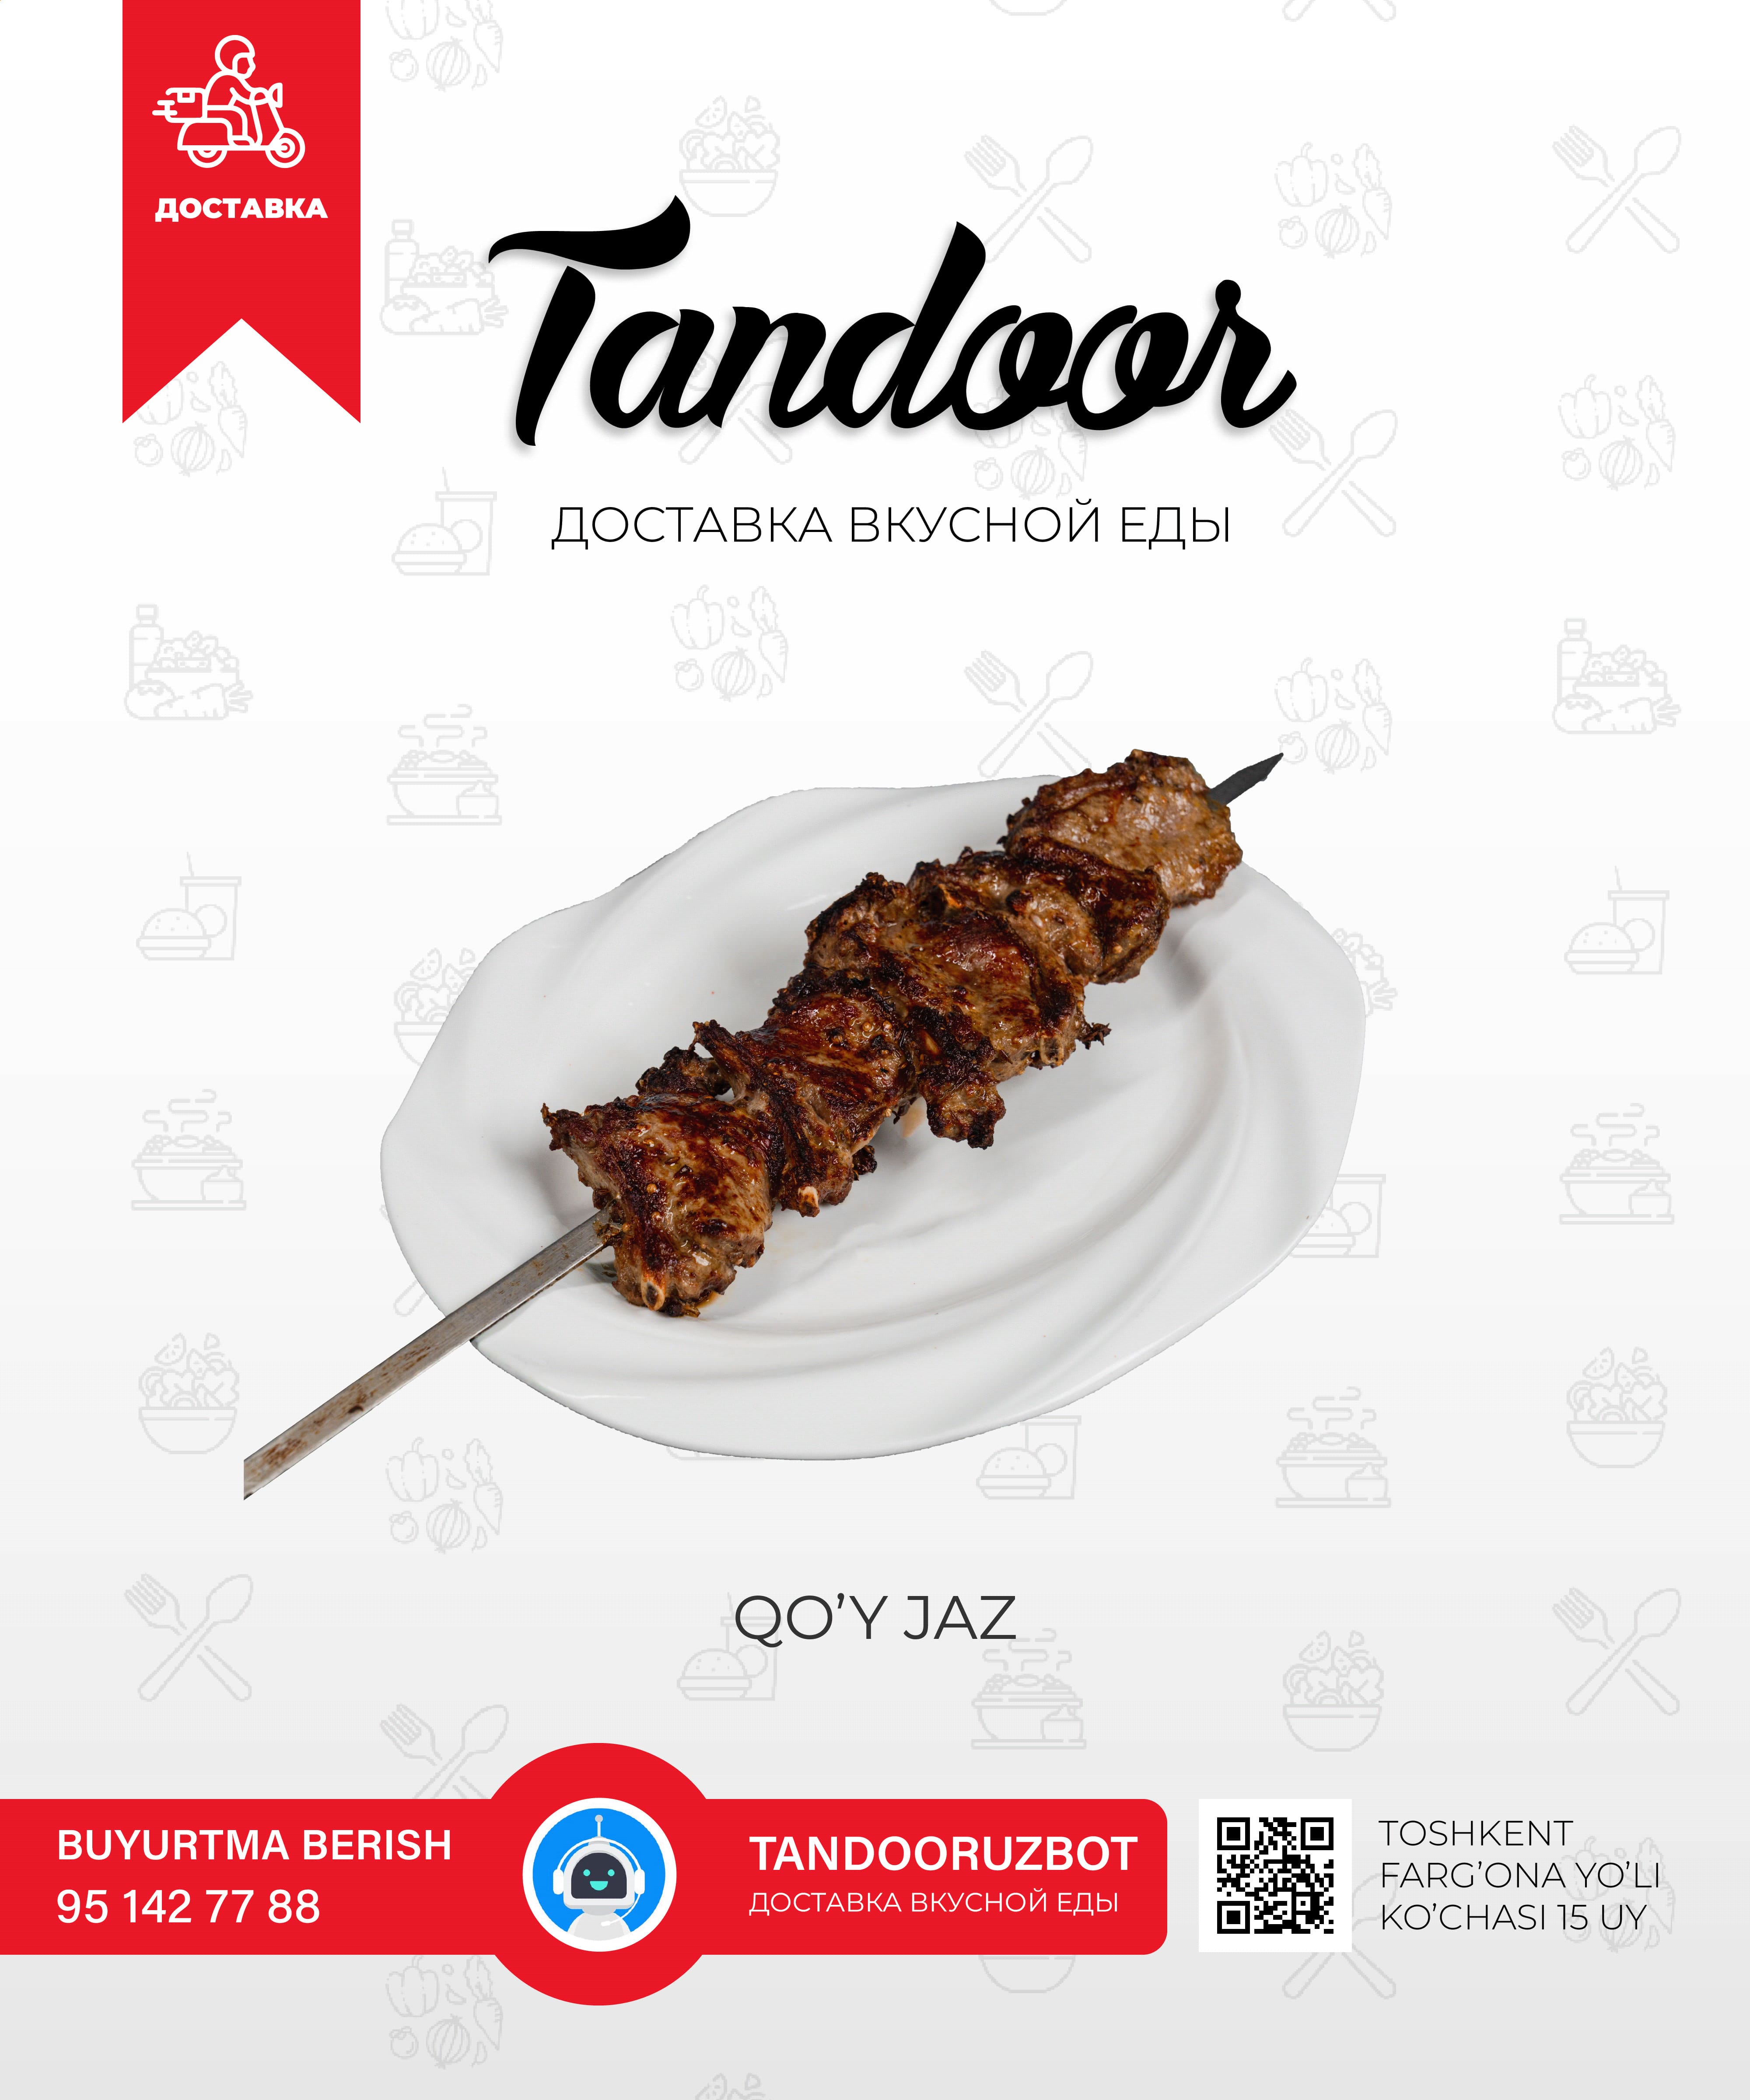 ДОСТАВКА
Tandoor
ДОСТАВКА ВКУСНОЙ ЕДЫ
QO’Y JAZ
BUYURTMA BERISH
95 142 77 88
TANDOORUZBOT
ДОСТАВКА ВКУСНОЙ ЕДЫ
TOSHKENT
FARG’ONA YO’LI
KO’CHASI 15 UY